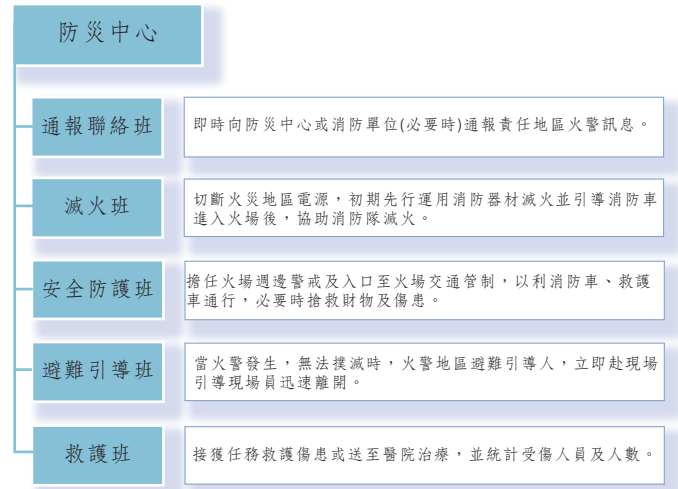 防災中心
通報聯絡班
即時向防災中心或消防單位(必要時)通報責任地區火警訊息。
滅火班
切斷火災地區電源，初期先行運用消防器材滅火並引導消防車
進入火場後，協助消防隊滅火。
安全防護班
擔任火場週邊警戒及入口至火場交通管制，以利消防車、救護
車通行，必要時搶救財物及傷患。
避難引導班
當火警發生，無法撲滅時，火警地區避難引導人，立即赴現場
引導現場員迅速離開。
救護班
接獲任務救護傷患或送至醫院治療，並統計受傷人員及人數。